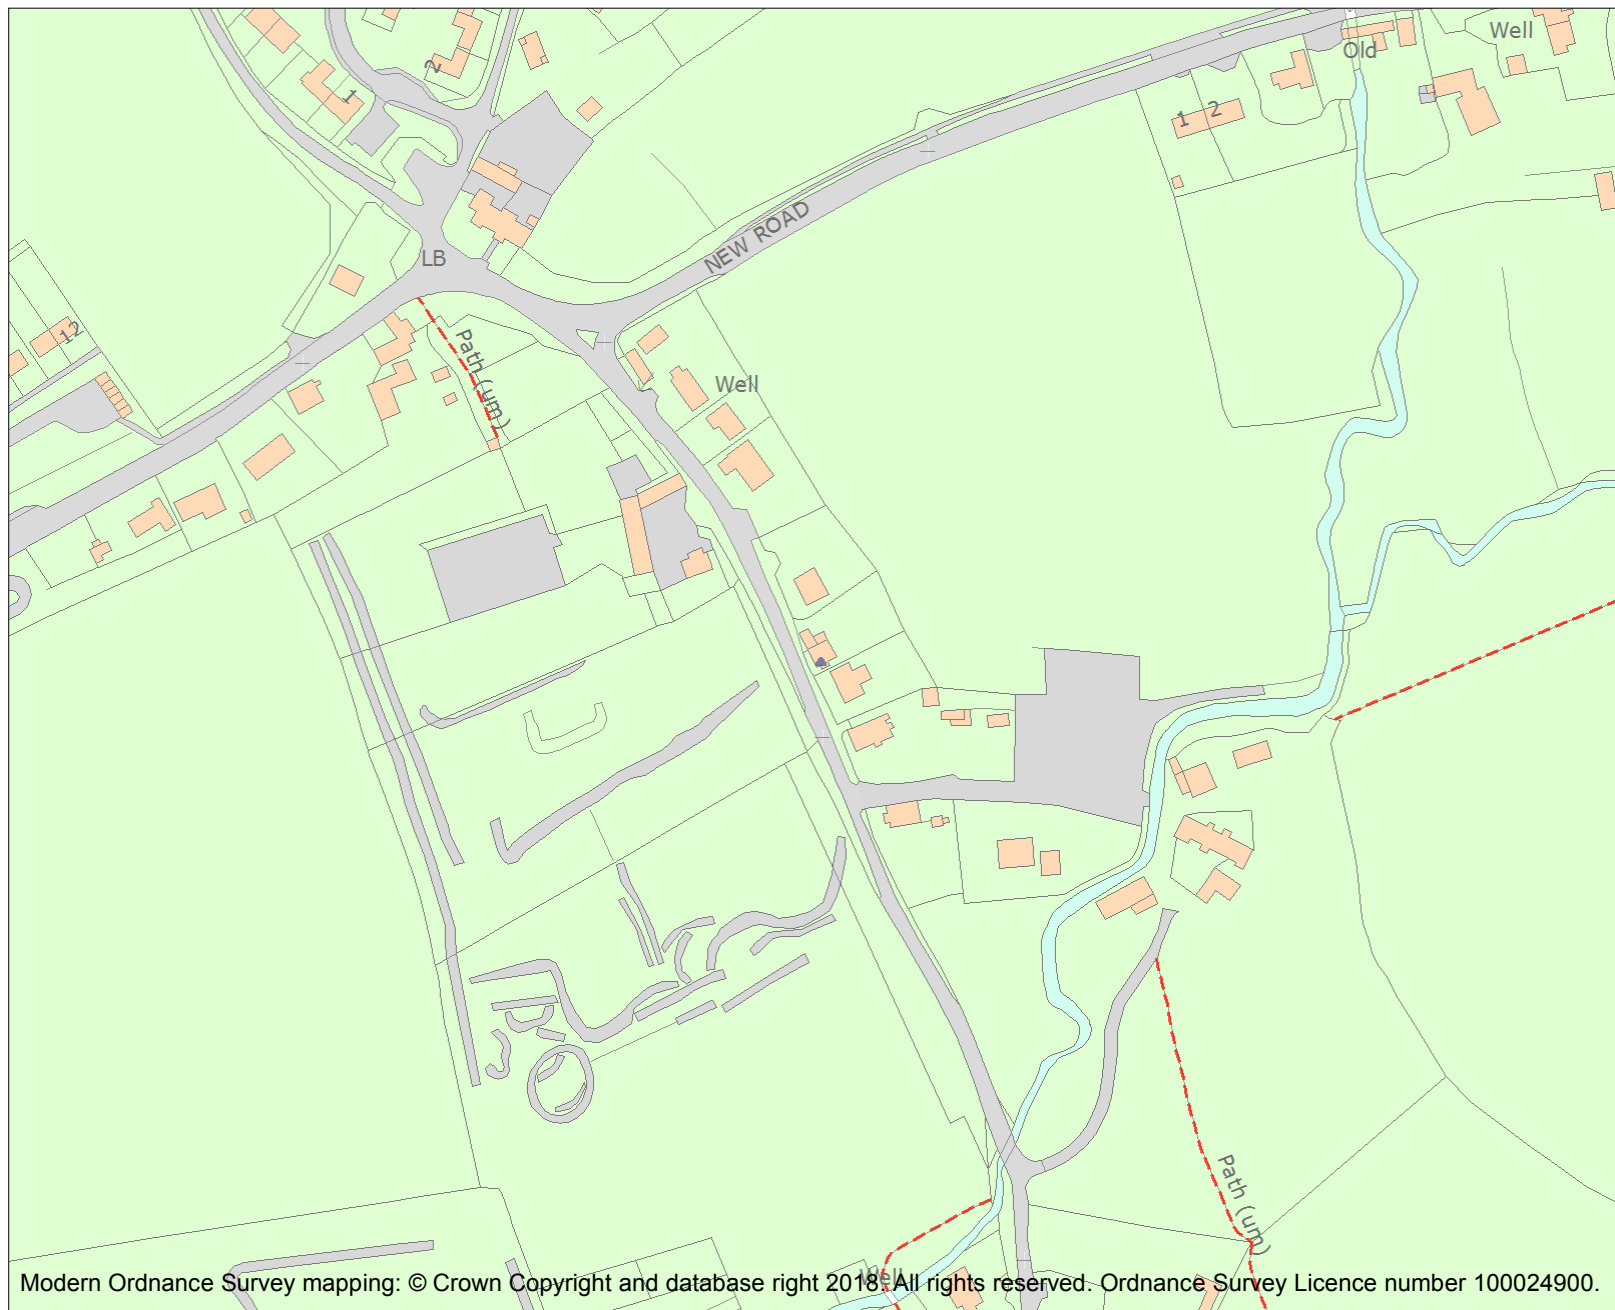 Well
Old
2
1
1 2
NEW ROAD
LB
12
Path (um)
Well
Path (um)
Well
Modern Ordnance Survey mapping: © Crown Copyright and database right 2018. All rights reserved. Ordnance Survey Licence number 100024900.